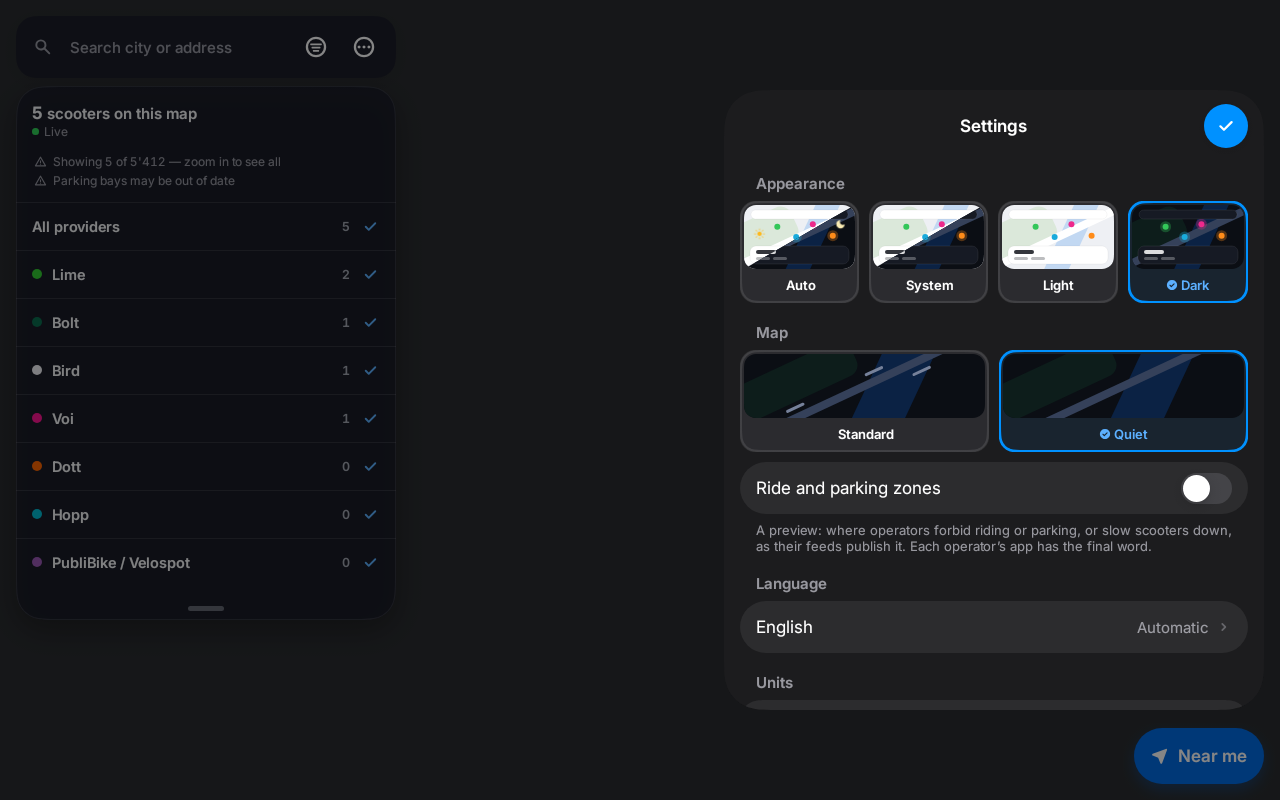 Search city or address
5 scooters on this map
Live
Showing 5 of 5'412 — zoom in to see all
Parking bays may be out of date
All providers 5
Lime 2
Bolt 1
Bird 1
Voi 1
Dott 0
Hopp 0
PubliBike / Velospot 0
Settings
Appearance
Auto System Light Dark
Map
Standard Quiet
Ride and parking zones
A preview: where operators forbid riding or parking, or slow scooters down,
as their feeds publish it. Each operator’s app has the final word.
Language
English Automatic
Units
Near me